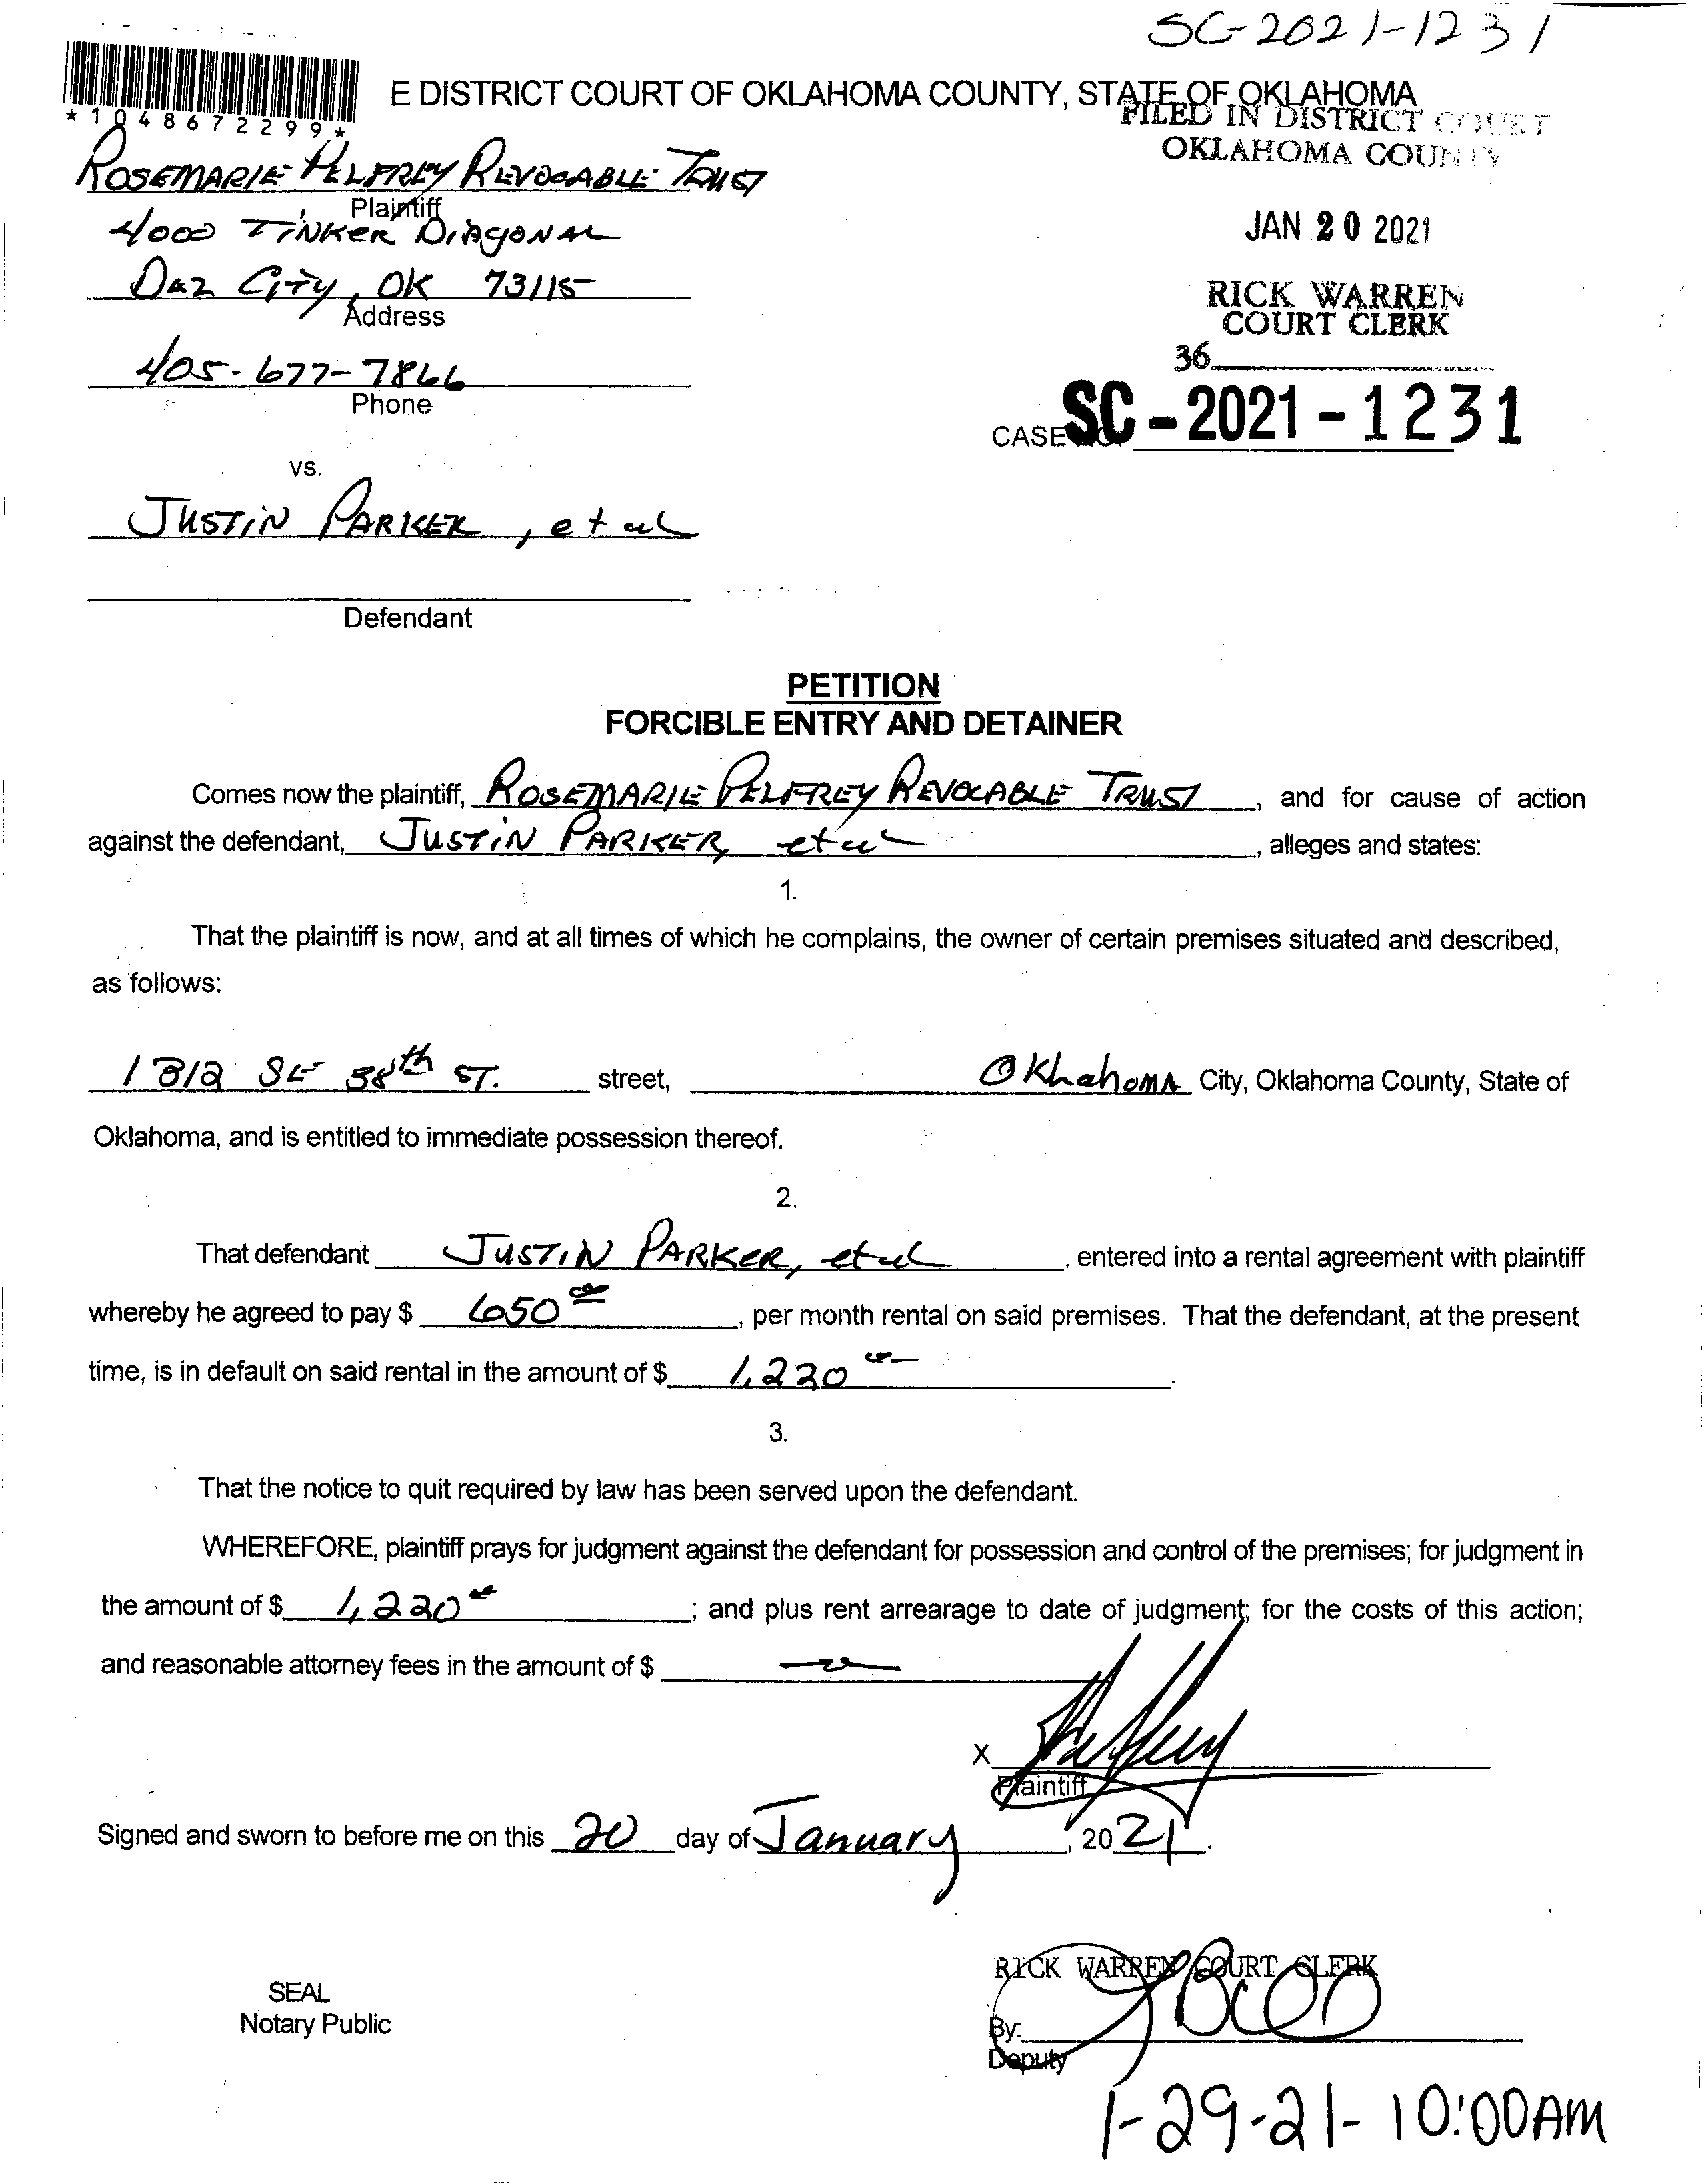 SC-2021-1231
E DISTRICT COURT OF OKLAHOMA COUNTY, STATE OF OKLAHOMA
*1048672299*
FILED IN DISTRICT COURT
OKLAHOMA COUNTY
ROSEMARIE PELFREY REVOCABLE TRUST
Plaintiff
4000 TINKER DIAGONAL
JAN 20 2021
DEL CITY, OK 73115
Address
RICK WARREN
COURT CLERK
405-677-7866
Phone
36
CASE NO. SC-2021-1231
vs.
JUSTIN PARKER, et al
Defendant
PETITION
FORCIBLE ENTRY AND DETAINER
Comes now the plaintiff, ROSEMARIE PELFREY REVOCABLE TRUST, and for cause of action
against the defendant, JUSTIN PARKER, et al, alleges and states:
1.
That the plaintiff is now, and at all times of which he complains, the owner of certain premises situated and described,
as follows:
1312 SE 38th ST. street, Oklahoma City, Oklahoma County, State of
Oklahoma, and is entitled to immediate possession thereof.
2.
That defendant JUSTIN PARKER, et al, entered into a rental agreement with plaintiff
whereby he agreed to pay $ 650 00, per month rental on said premises. That the defendant, at the present
time, is in default on said rental in the amount of $ 1,220 00.
3.
That the notice to quit required by law has been served upon the defendant.
WHEREFORE, plaintiff prays for judgment against the defendant for possession and control of the premises; for judgment in
the amount of $ 1,220 00; and plus rent arrearage to date of judgment; for the costs of this action;
and reasonable attorney fees in the amount of $
X
Plaintiff
Signed and sworn to before me on this 20 day of January, 2021.
RICK WARREN COURT CLERK
SEAL
Notary Public
By:
Deputy
1-29-21- 10:00AM